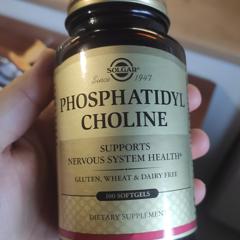 SOLGAR
Since 1947
PHOSPHATIDYL
CHOLINE
SUPPORTS
NERVOUS SYSTEM HEALTH*
GLUTEN, WHEAT & DAIRY FREE
100 SOFTGELS
DIETARY SUPPLEMENT